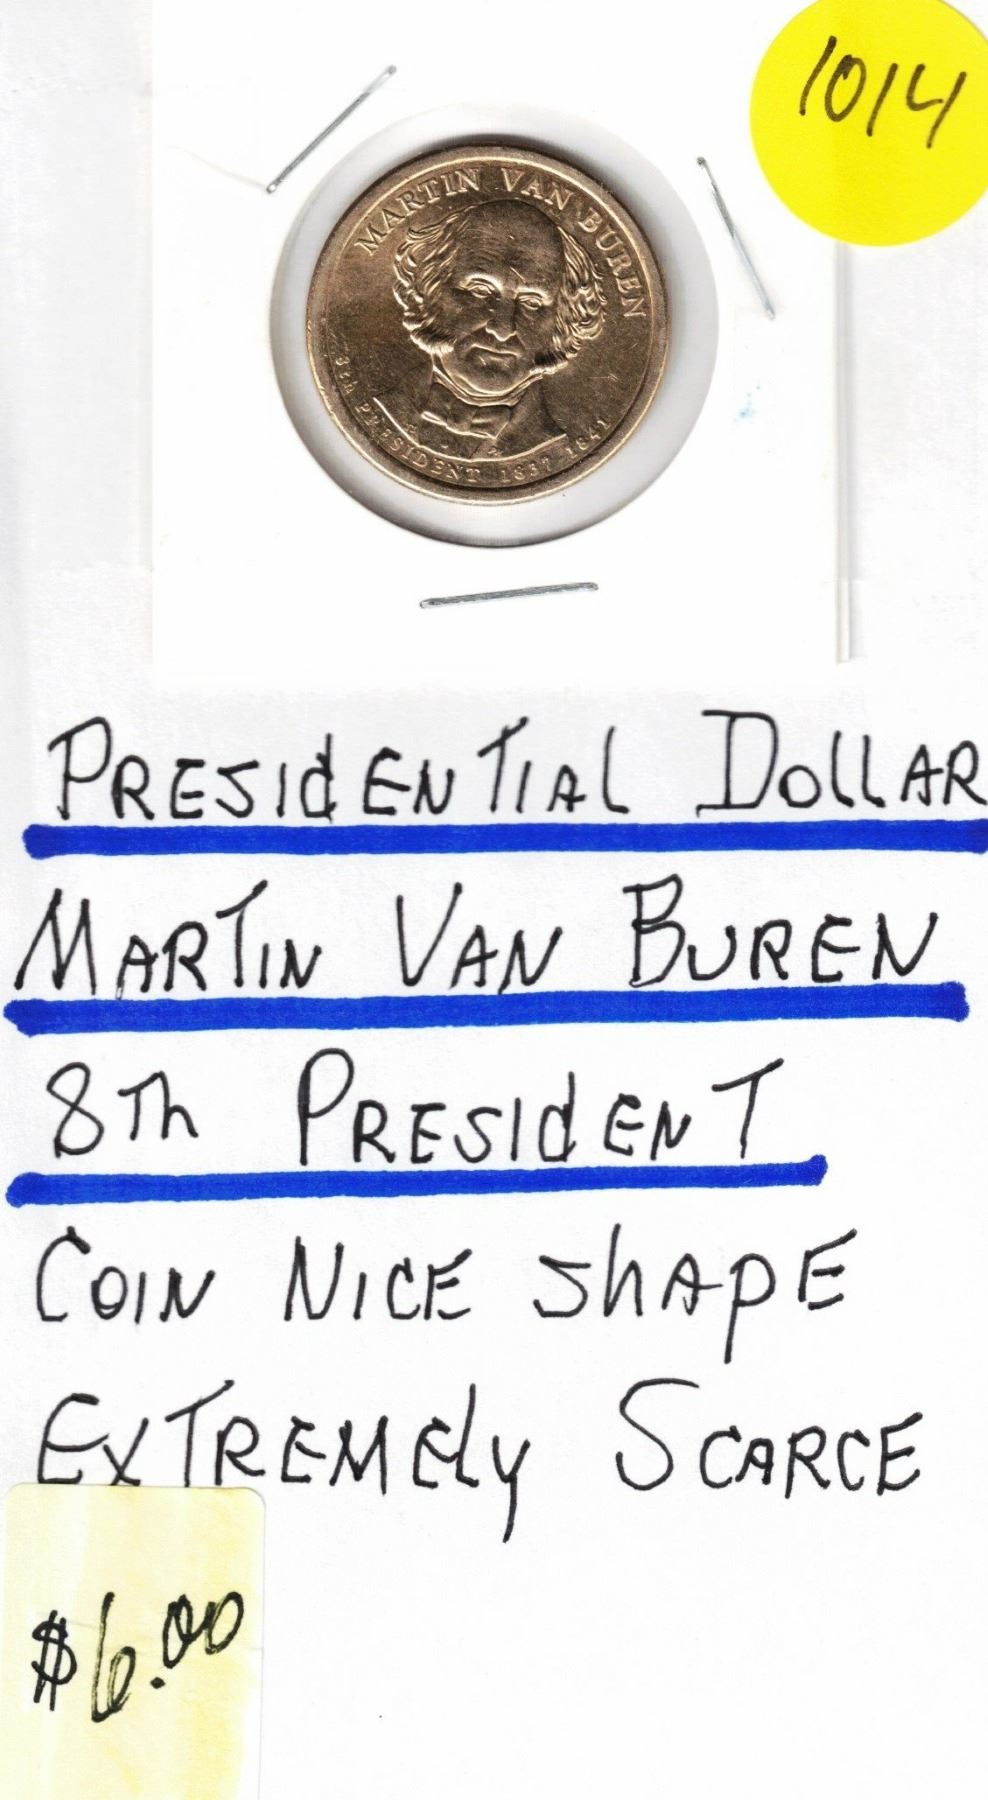 1014
MARTIN VAN BUREN
8th PRESIDENT 1837-1841
PRESIDENTIAL DOLLAR
MARTIN VAN BUREN
8Th PRESIDENT
COIN NICE ShAPE
EXTREMEly SCARCE
$6.00